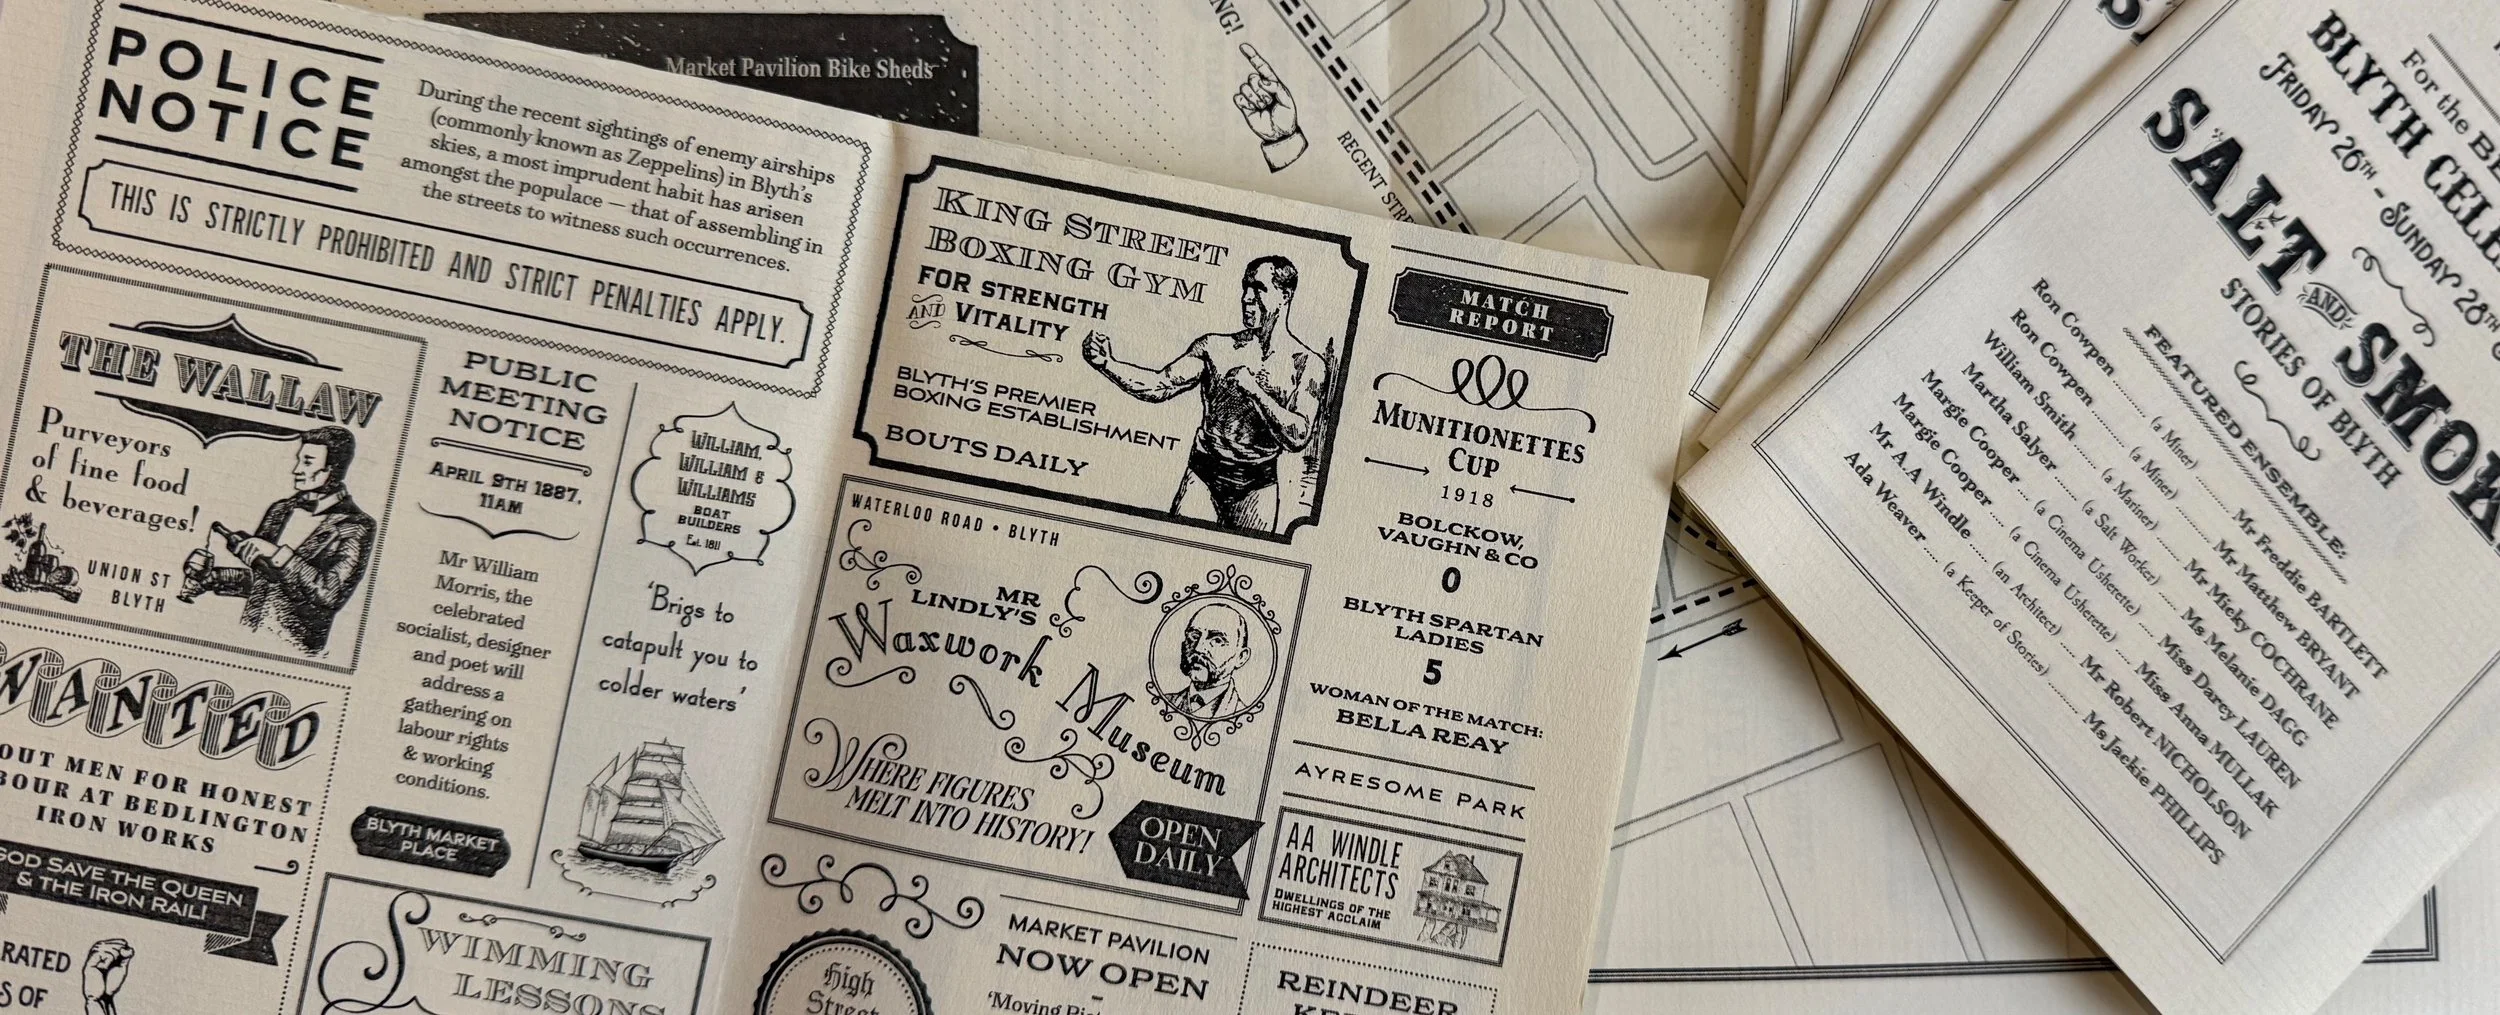 POLICE
NOTICE
During the recent sightings of enemy airships
(commonly known as Zeppelins) in Blyth's
skies, a most imprudent habit has arisen
amongst the populace — that of assembling in
the streets to witness such occurrences.
THIS IS STRICTLY PROHIBITED AND STRICT PENALTIES APPLY.
THE WALLAW
Purveyors
of fine food
& beverages!
UNION ST
BLYTH
WANTED
OUT MEN FOR HONEST
BOUR AT BEDLINGTON
IRON WORKS
GOD SAVE THE QUEEN
& THE IRON RAIL!
RATED
S OF
PUBLIC
MEETING
NOTICE
APRIL 9TH 1887,
11AM
Mr William
Morris, the
celebrated
socialist, designer
and poet will
address a
gathering on
labour rights
& working
conditions.
BLYTH MARKET
PLACE
WILLIAM,
WILLIAM &
WILLIAMS
BOAT
BUILDERS
Est. 1811
'Brigs to
catapult you to
colder waters'
SWIMMING
LESSONS
Market Pavilion Bike Sheds
KING STREET
BOXING GYM
FOR STRENGTH
AND VITALITY
BLYTH'S PREMIER
BOXING ESTABLISHMENT
BOUTS DAILY
WATERLOO ROAD • BLYTH
MR
LINDLY'S
Waxwork
Museum
WHERE FIGURES
MELT INTO HISTORY!
OPEN
DAILY
High
Street
MARKET PAVILION
NOW OPEN
MATCH
REPORT
MUNITIONETTES
CUP
1918
BOLCKOW,
VAUGHN & CO
0
BLYTH SPARTAN
LADIES
5
WOMAN OF THE MATCH:
BELLA REAY
AYRESOME PARK
AA WINDLE
ARCHITECTS
DWELLINGS OF THE
HIGHEST ACCLAIM
REINDEER
NG!
REGENT STRE
BLYTH CELE
For the BE
FRIDAY 26TH - SUNDAY 28TH
SALT AND SMOK
STORIES OF BLYTH
FEATURED ENSEMBLE:
Ron Cowpen ........ (a Miner) ........ Mr Freddie BARTLETT
Ron Cowpen ........ (a Miner) ........ Mr Matthew BRYANT
William Smith ........ (a Mariner) ........ Mr Micky COCHRANE
Martha Salyer ........ (a Salt Worker) ........ Ms Melanie DAGG
Margie Cooper .... (a Cinema Usherette) .... Miss Darcy LAUREN
Margie Cooper .... (a Cinema Usherette) .... Miss Anna MULLAK
Mr A.A Windle .... (an Architect) .... Mr Robert NICHOLSON
Ada Weaver ........ (a Keeper of Stories) ........ Ms Jackie PHILLIPS